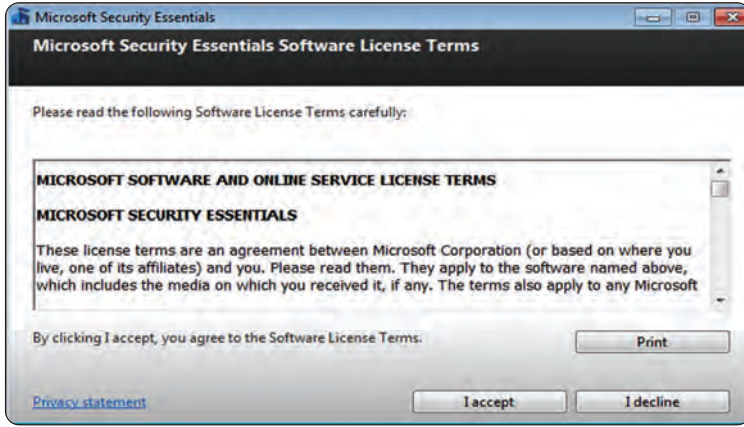 Microsoft Security Essentials
Microsoft Security Essentials Software License Terms
Please read the following Software License Terms carefully:
MICROSOFT SOFTWARE AND ONLINE SERVICE LICENSE TERMS
MICROSOFT SECURITY ESSENTIALS
These license terms are an agreement between Microsoft Corporation (or based on where you
live, one of its affiliates) and you. Please read them. They apply to the software named above,
which includes the media on which you received it, if any. The terms also apply to any Microsoft
By clicking I accept, you agree to the Software License Terms.
Print
Privacy statement
I accept
I decline